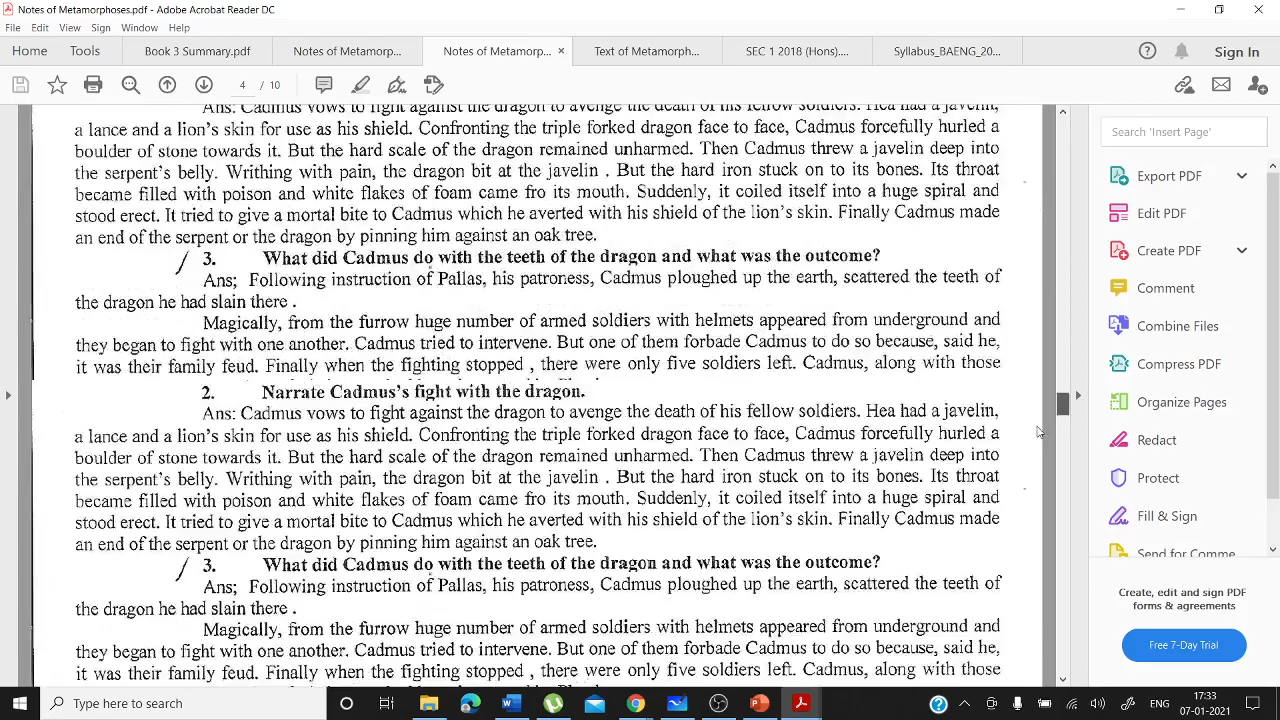 Notes of Metamorphoses.pdf - Adobe Acrobat Reader DC
File Edit View Sign Window Help
Home Tools Book 3 Summary.pdf Notes of Metamorp... Notes of Metamorp... × Text of Metamorph... SEC 1 2018 (Hons).... Syllabus_BAENG_20... Sign In
4 / 10
Ans: Cadmus vows to fight against the dragon to avenge the death of his fellow soldiers. Hea had a javelin,
a lance and a lion's skin for use as his shield. Confronting the triple forked dragon face to face, Cadmus forcefully hurled a
boulder of stone towards it. But the hard scale of the dragon remained unharmed. Then Cadmus threw a javelin deep into
the serpent's belly. Writhing with pain, the dragon bit at the javelin . But the hard iron stuck on to its bones. Its throat
became filled with poison and white flakes of foam came fro its mouth. Suddenly, it coiled itself into a huge spiral and
stood erect. It tried to give a mortal bite to Cadmus which he averted with his shield of the lion's skin. Finally Cadmus made
an end of the serpent or the dragon by pinning him against an oak tree.
3. What did Cadmus do with the teeth of the dragon and what was the outcome?
Ans; Following instruction of Pallas, his patroness, Cadmus ploughed up the earth, scattered the teeth of
the dragon he had slain there .
Magically, from the furrow huge number of armed soldiers with helmets appeared from underground and
they began to fight with one another. Cadmus tried to intervene. But one of them forbade Cadmus to do so because, said he,
it was their family feud. Finally when the fighting stopped , there were only five soldiers left. Cadmus, along with those
2. Narrate Cadmus's fight with the dragon.
Ans: Cadmus vows to fight against the dragon to avenge the death of his fellow soldiers. Hea had a javelin,
a lance and a lion's skin for use as his shield. Confronting the triple forked dragon face to face, Cadmus forcefully hurled a
boulder of stone towards it. But the hard scale of the dragon remained unharmed. Then Cadmus threw a javelin deep into
the serpent's belly. Writhing with pain, the dragon bit at the javelin . But the hard iron stuck on to its bones. Its throat
became filled with poison and white flakes of foam came fro its mouth. Suddenly, it coiled itself into a huge spiral and
stood erect. It tried to give a mortal bite to Cadmus which he averted with his shield of the lion's skin. Finally Cadmus made
an end of the serpent or the dragon by pinning him against an oak tree.
3. What did Cadmus do with the teeth of the dragon and what was the outcome?
Ans; Following instruction of Pallas, his patroness, Cadmus ploughed up the earth, scattered the teeth of
the dragon he had slain there .
Magically, from the furrow huge number of armed soldiers with helmets appeared from underground and
they began to fight with one another. Cadmus tried to intervene. But one of them forbade Cadmus to do so because, said he,
it was their family feud. Finally when the fighting stopped , there were only five soldiers left. Cadmus, along with those
Search 'Insert Page'
Export PDF
Edit PDF
Create PDF
Comment
Combine Files
Compress PDF
Organize Pages
Redact
Protect
Fill & Sign
Send for Comme
Create, edit and sign PDF
forms & agreements
Free 7-Day Trial
Type here to search
17:33
07-01-2021